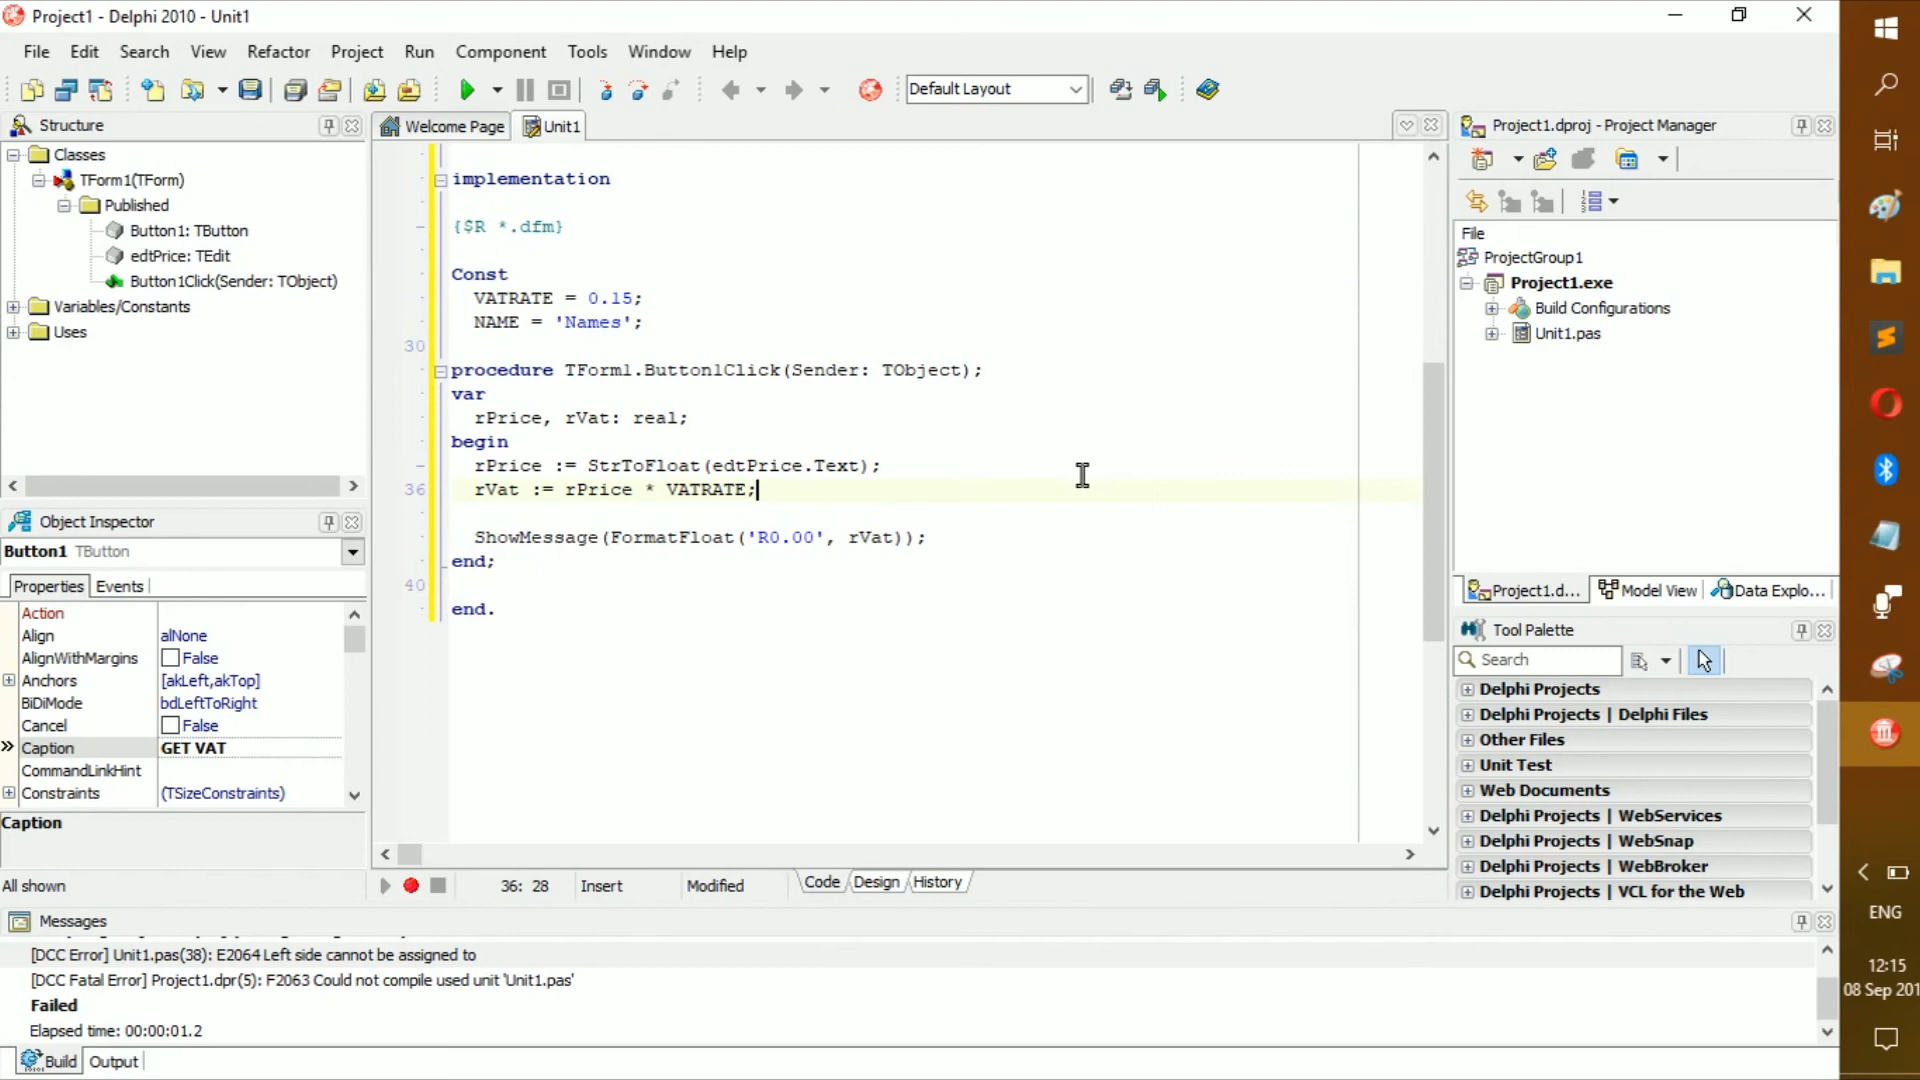 Project1 - Delphi 2010 - Unit1
File Edit Search View Refactor Project Run Component Tools Window Help
Default Layout
Structure
Classes
TForm1(TForm)
Published
Button1: TButton
edtPrice: TEdit
Button1Click(Sender: TObject)
Variables/Constants
Uses
Object Inspector
Button1 TButton
Properties Events
Action
Align alNone
AlignWithMargins False
Anchors [akLeft,akTop]
BiDiMode bdLeftToRight
Cancel False
Caption GET VAT
CommandLinkHint
Constraints (TSizeConstraints)
Caption
All shown
Welcome Page Unit1
implementation
{$R *.dfm}
Const
VATRATE = 0.15;
NAME = 'Names';
30
procedure TForm1.Button1Click(Sender: TObject);
var
rPrice, rVat: real;
begin
rPrice := StrToFloat(edtPrice.Text);
36 rVat := rPrice * VATRATE;
ShowMessage(FormatFloat('R0.00', rVat));
end;
40
end.
36: 28 Insert Modified Code Design History
Project1.dproj - Project Manager
File
ProjectGroup1
Project1.exe
Build Configurations
Unit1.pas
Project1.d... Model View Data Explo...
Tool Palette
Search
Delphi Projects
Delphi Projects | Delphi Files
Other Files
Unit Test
Web Documents
Delphi Projects | WebServices
Delphi Projects | WebSnap
Delphi Projects | WebBroker
Delphi Projects | VCL for the Web
Messages
[DCC Error] Unit1.pas(38): E2064 Left side cannot be assigned to
[DCC Fatal Error] Project1.dpr(5): F2063 Could not compile used unit 'Unit1.pas'
Failed
Elapsed time: 00:00:01.2
Build Output
ENG
12:15
08 Sep 201